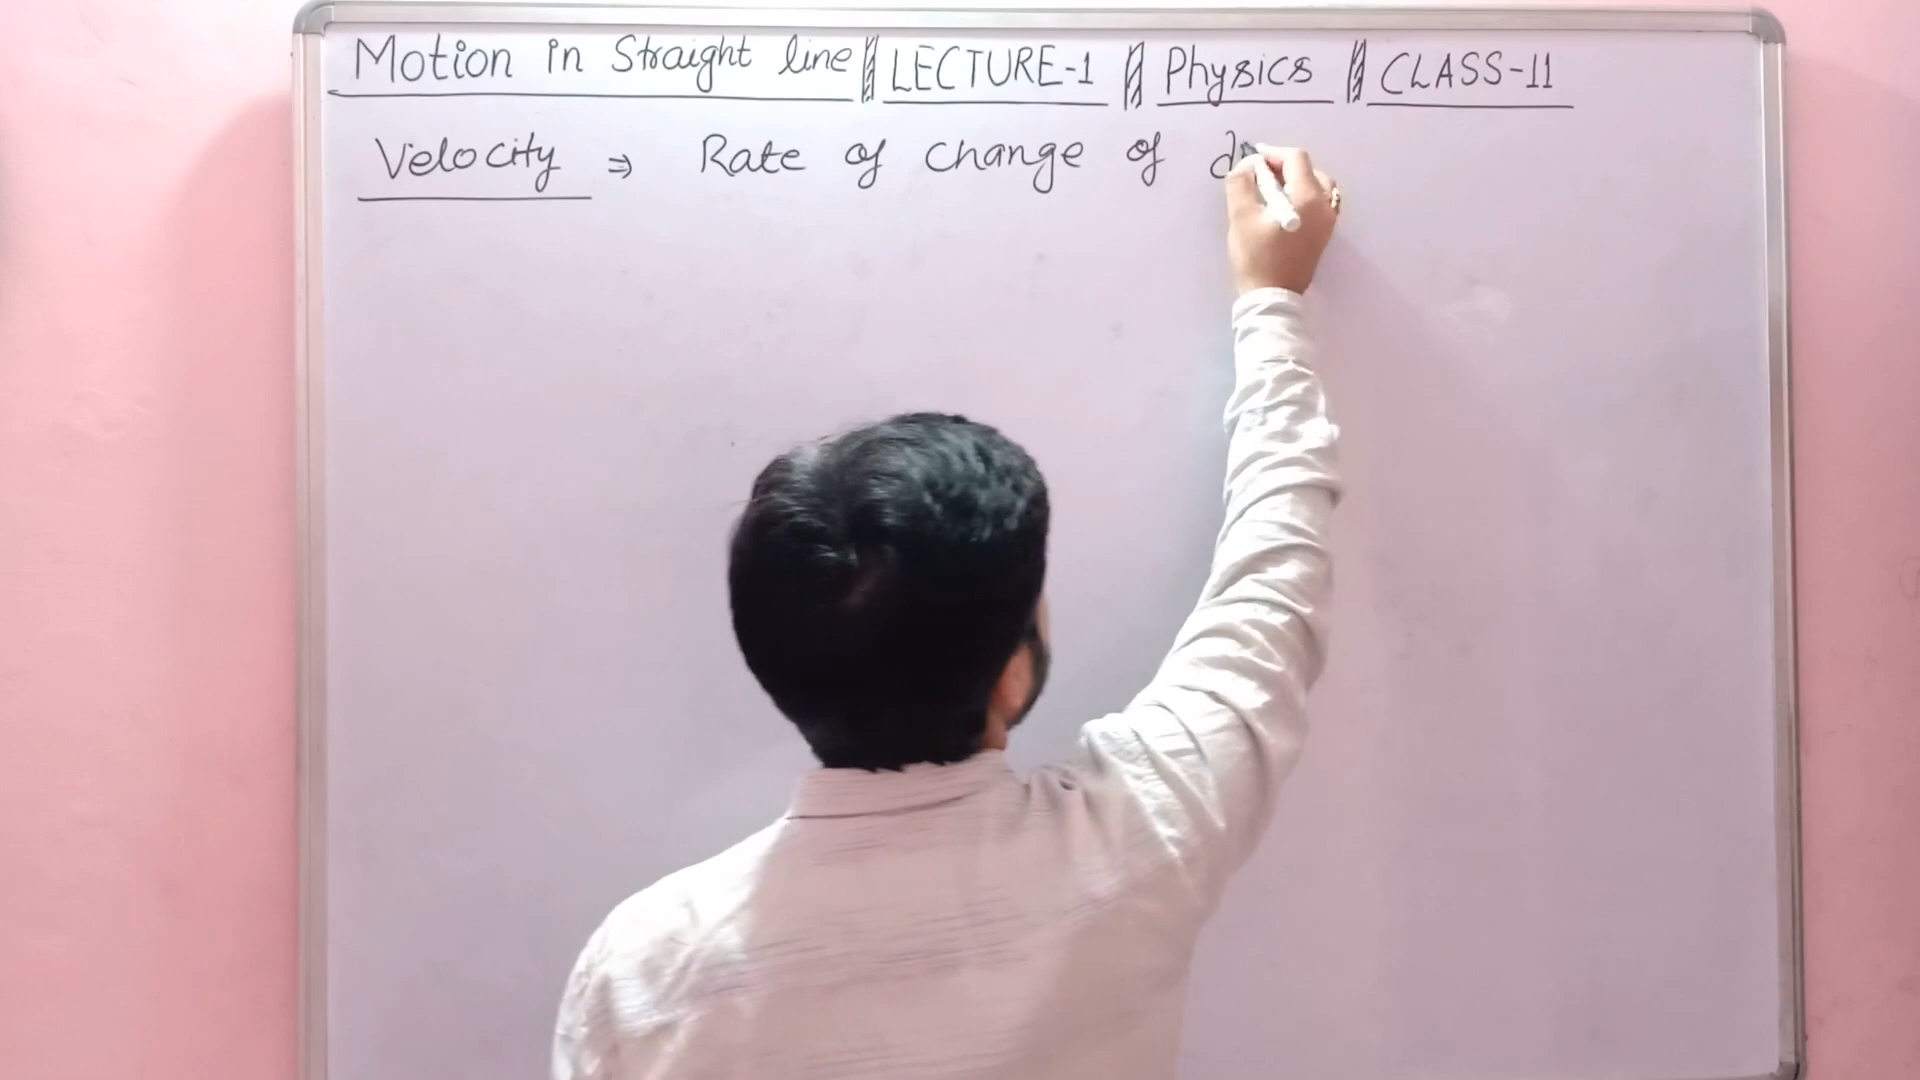 Motion in Straight line || LECTURE-1 || Physics || CLASS-11
Velocity ⇒ Rate of change of